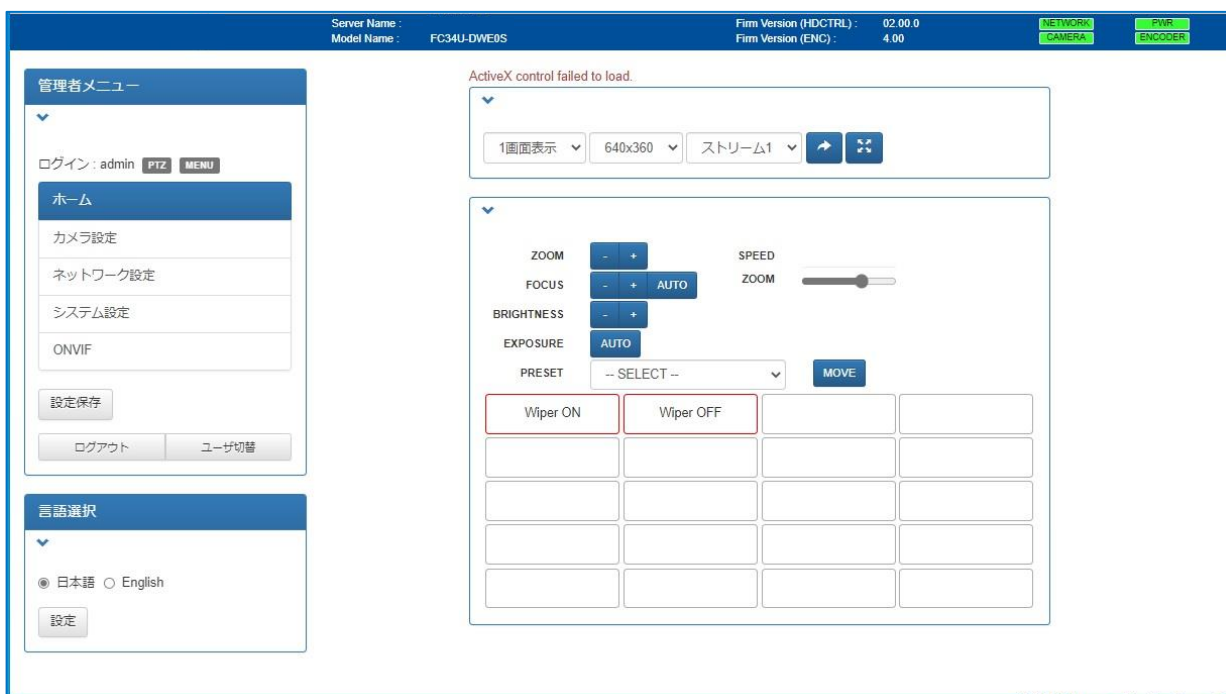 Server Name :
Model Name : FC34U-DWE0S
Firm Version (HDCTRL) : 02.00.0
Firm Version (ENC) : 4.00
NETWORK PWR
CAMERA ENCODER
管理者メニュー
ログイン : admin PTZ MENU
ホーム
カメラ設定
ネットワーク設定
システム設定
ONVIF
設定保存
ログアウト ユーザ切替
言語選択
日本語 English
設定
ActiveX control failed to load.
1画面表示 640x360 ストリーム1
ZOOM - + SPEED
FOCUS - + AUTO ZOOM
BRIGHTNESS - +
EXPOSURE AUTO
PRESET -- SELECT -- MOVE
Wiper ON Wiper OFF